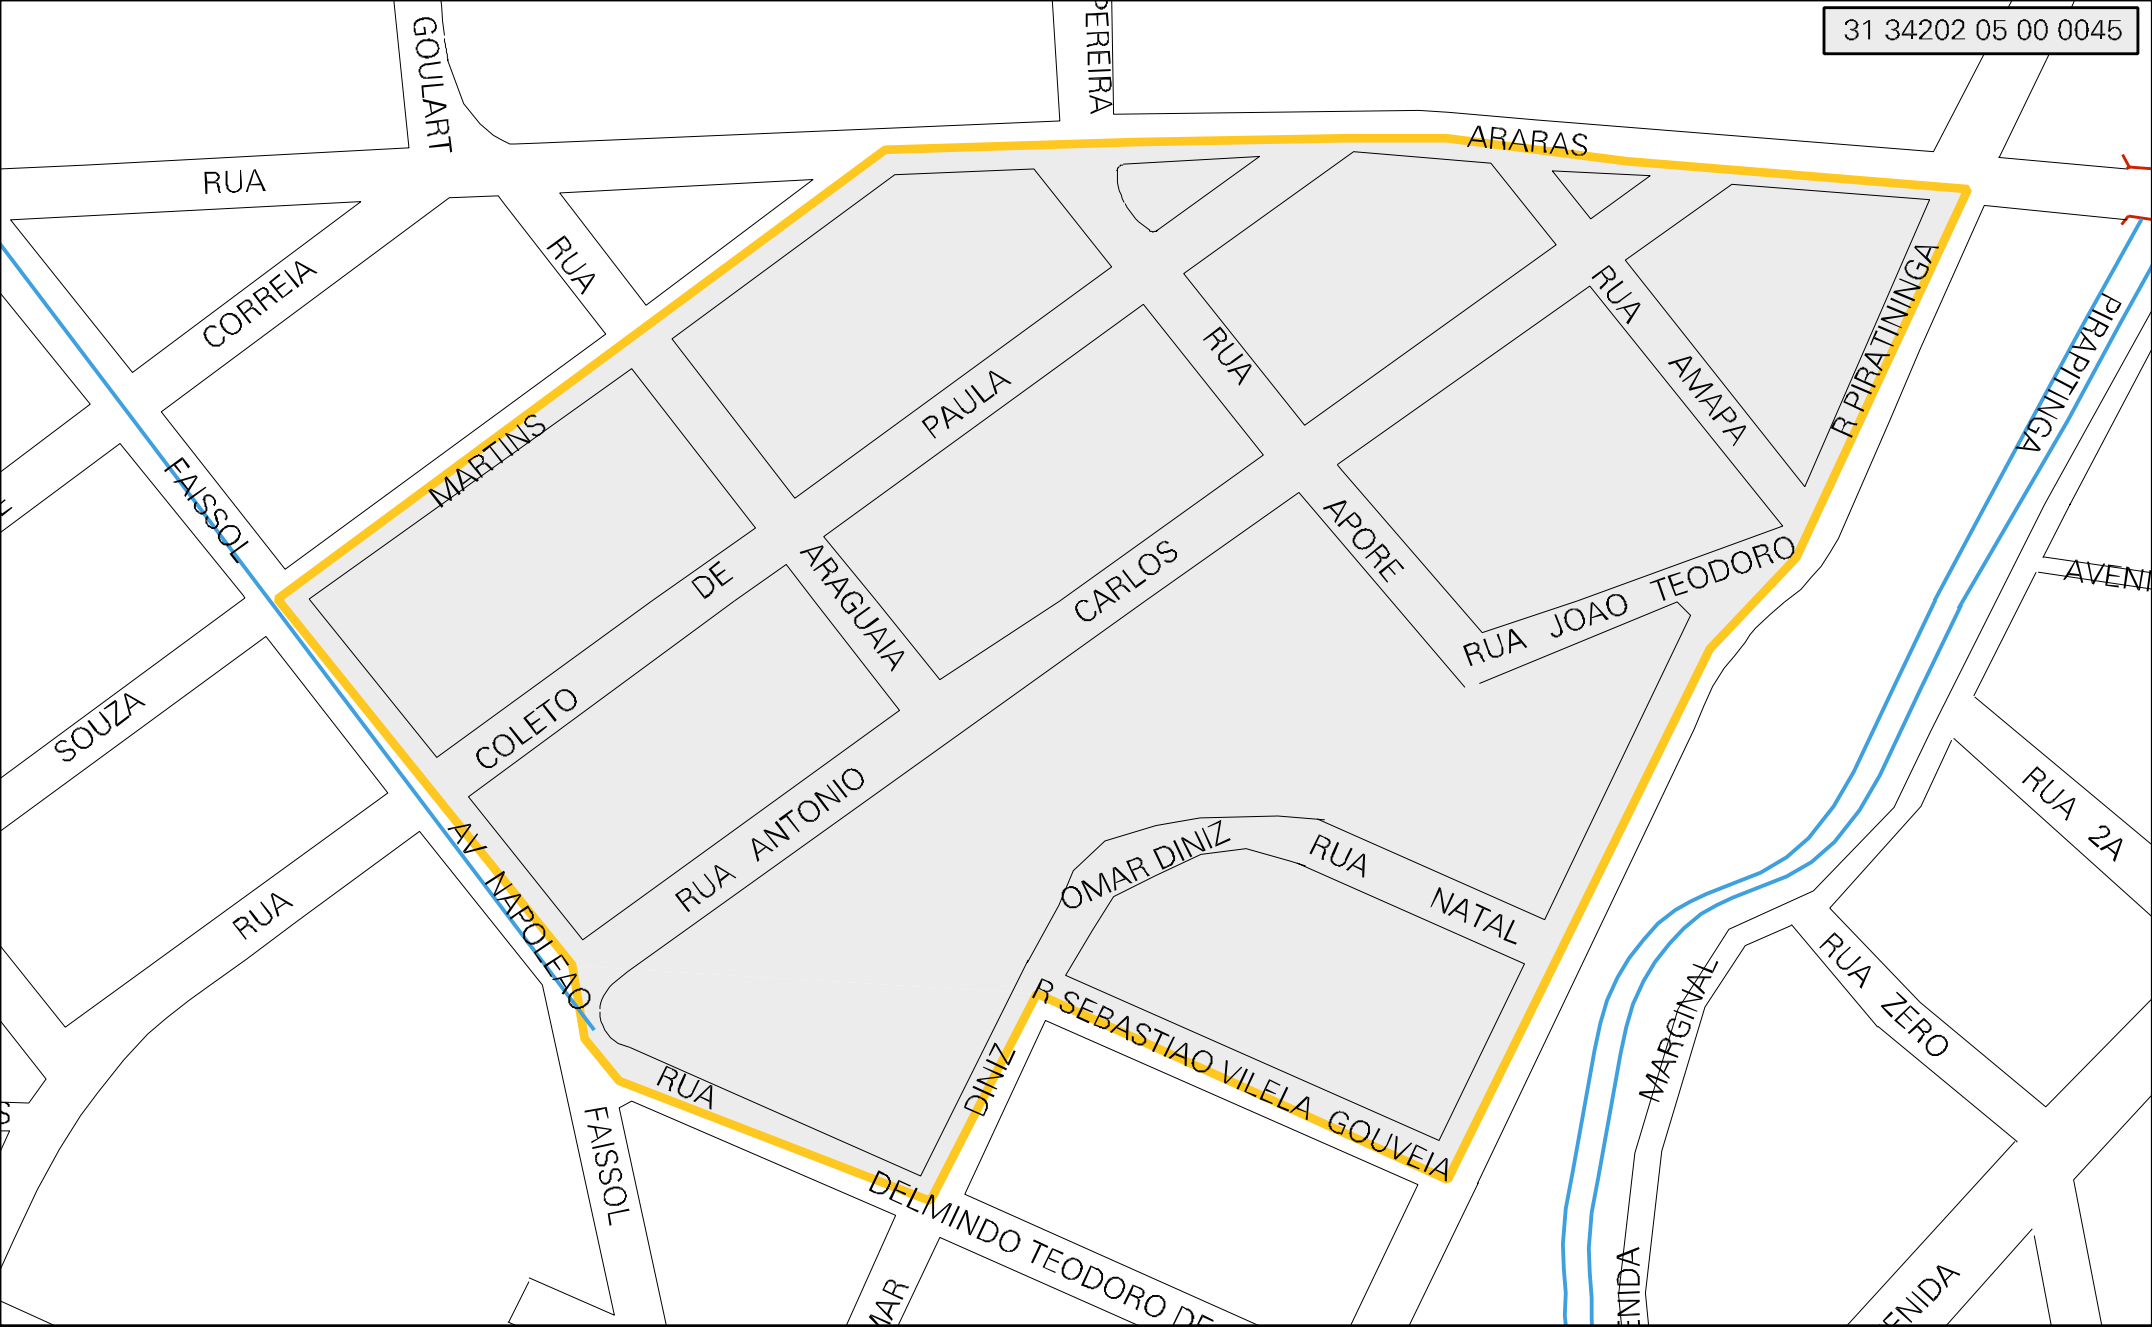 31 34202 05 00 0045
GOULART
PEREIRA
ARARAS
RUA
CORREIA
RUA
RUA
AMAPA
R PIRATININGA
PIRAPITINGA
RUA
PAULA
MARTINS
FAISSOL
DE
ARAGUAIA
CARLOS
APORE
RUA JOAO TEODORO
AVENI
SOUZA
COLETO
RUA ANTONIO
AV NAPOLEAO
RUA
OMAR DINIZ
RUA NATAL
RUA 2A
RUA ZERO
MARGINAL
R SEBASTIAO VILELA GOUVEIA
DINIZ
RUA
FAISSOL
DELMINDO TEODORO DE
MAR
ENIDA
ENIDA